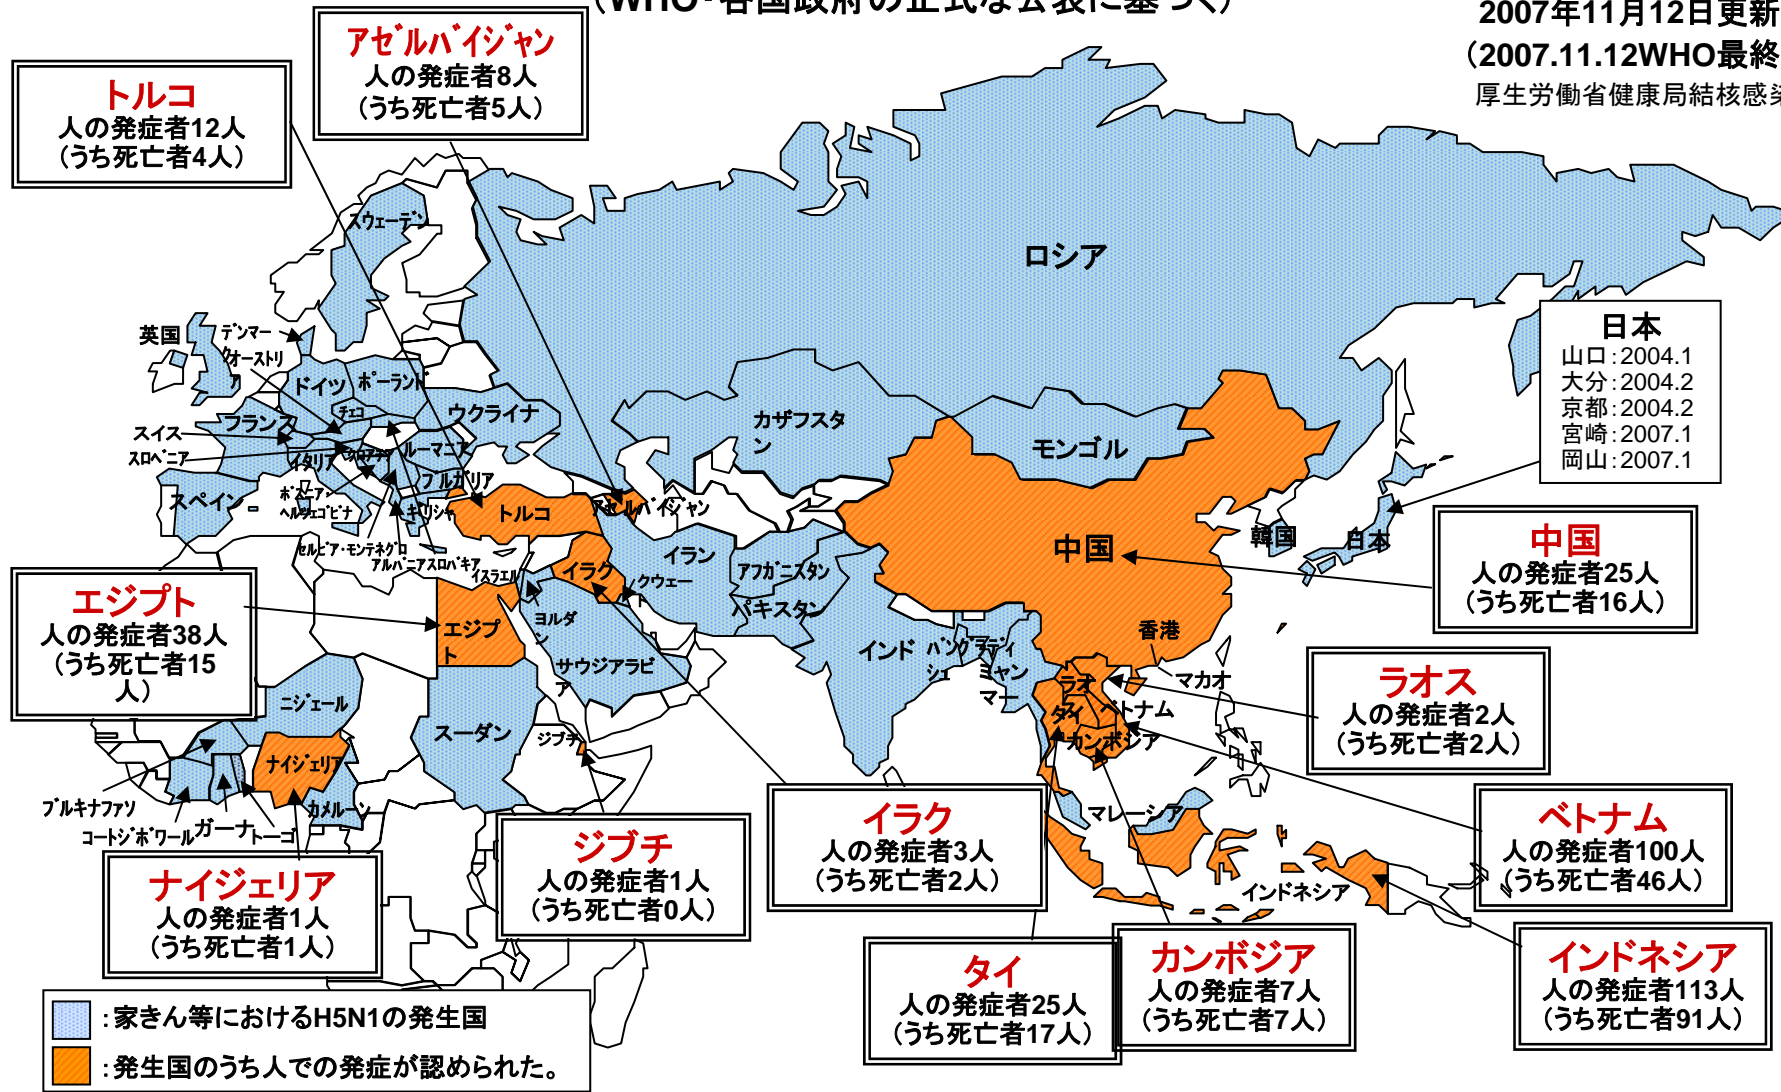 (WHO・各国政府の正式な公表に基づく)
2007年11月12日更新
(2007.11.12WHO最終
厚生労働省健康局結核感染
アゼルバイジャン
人の発症者8人
(うち死亡者5人)
トルコ
人の発症者12人
(うち死亡者4人)
スウェーデン
ロシア
英国
デンマー
オーストリ
ア
ドイツ
ポーランド
チェコ
フランス
ウクライナ
スイス
スロベニア
イタリア
クロアチア
ルーマニア
ブルガリア
スペイン
ボスニア・
ヘルツェゴビナ
ギリシャ
セルビア・モンテネグロ
アルバニア
スロバキア
イスラエル
トルコ
アゼルバイジャン
カザフスタ
ン
モンゴル
中国
韓国
日本
日本
山口:2004.1
大分:2004.2
京都:2004.2
宮崎:2007.1
岡山:2007.1
イラク
クウェー
ト
イラン
アフガニスタン
パキスタン
ヨルダ
ン
サウジアラビ
ア
インド
バングラディ
シュ
ミャン
マー
香港
マカオ
ラオ
タイ
ベトナム
カンボジア
マレーシア
インドネシア
エジプ
ト
ニジェール
スーダン
ジブチ
ナイジェリア
カメルーン
ブルキナファソ
コートジボワール
ガーナ
トーゴ
エジプト
人の発症者38人
(うち死亡者15
人)
中国
人の発症者25人
(うち死亡者16人)
ラオス
人の発症者2人
(うち死亡者2人)
ベトナム
人の発症者100人
(うち死亡者46人)
イラク
人の発症者3人
(うち死亡者2人)
ジブチ
人の発症者1人
(うち死亡者0人)
ナイジェリア
人の発症者1人
(うち死亡者1人)
タイ
人の発症者25人
(うち死亡者17人)
カンボジア
人の発症者7人
(うち死亡者7人)
インドネシア
人の発症者113人
(うち死亡者91人)
:家きん等におけるH5N1の発生国
:発生国のうち人での発症が認められた。